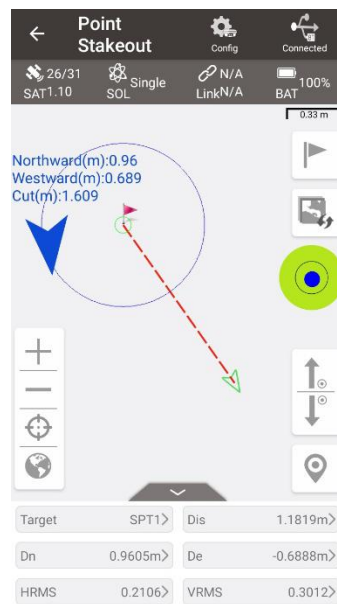 Point Stakeout
Config
Connected
26/31
SAT1.10
Single
SOL
N/A
LinkN/A
100%
BAT
0.33 m
Northward(m):0.96
Westward(m):0.689
Cut(m):1.609
Target SPT1>
Dis 1.1819m>
Dn 0.9605m>
De -0.6888m>
HRMS 0.2106>
VRMS 0.3012>